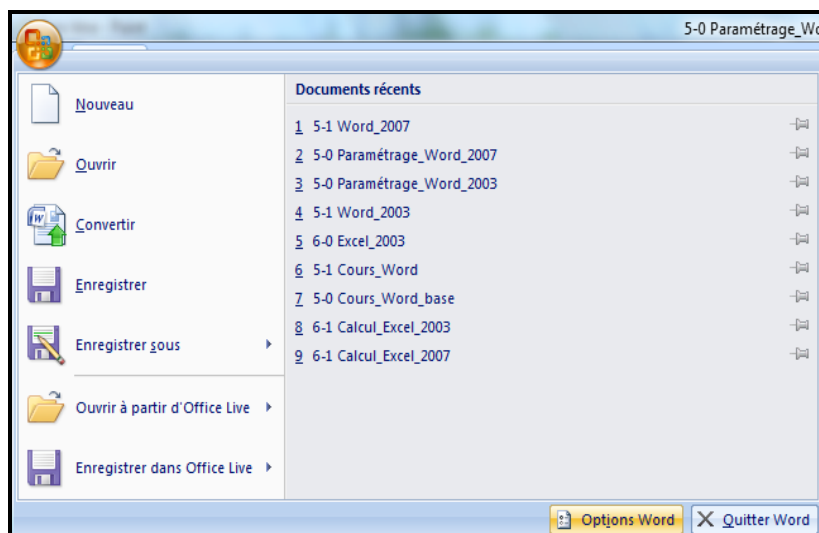 5-0 Paramétrage_Wo
Nouveau
Ouvrir
Convertir
Enregistrer
Enregistrer sous
Ouvrir à partir d'Office Live
Enregistrer dans Office Live
Documents récents
1 5-1 Word_2007
2 5-0 Paramétrage_Word_2007
3 5-0 Paramétrage_Word_2003
4 5-1 Word_2003
5 6-0 Excel_2003
6 5-1 Cours_Word
7 5-0 Cours_Word_base
8 6-1 Calcul_Excel_2003
9 6-1 Calcul_Excel_2007
Options Word
Quitter Word